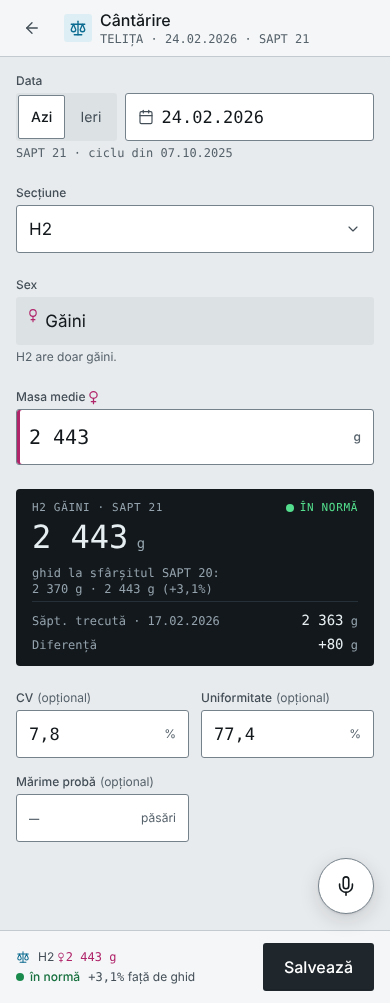 Cântărire
TELIȚA · 24.02.2026 · SAPT 21
Data
Azi
Ieri
24.02.2026
SAPT 21 · ciclu din 07.10.2025
Secțiune
H2
Sex
♀ Găini
H2 are doar găini.
Masa medie ♀
2 443 g
H2 GĂINI · SAPT 21
ÎN NORMĂ
2 443 g
ghid la sfârșitul SAPT 20:
2 370 g · 2 443 g (+3,1%)
Săpt. trecută · 17.02.2026 2 363 g
Diferență +80 g
CV (opțional)
Uniformitate (opțional)
7,8 %
77,4 %
Mărime probă (opțional)
— păsări
H2 ♀2 443 g
în normă +3,1% față de ghid
Salvează